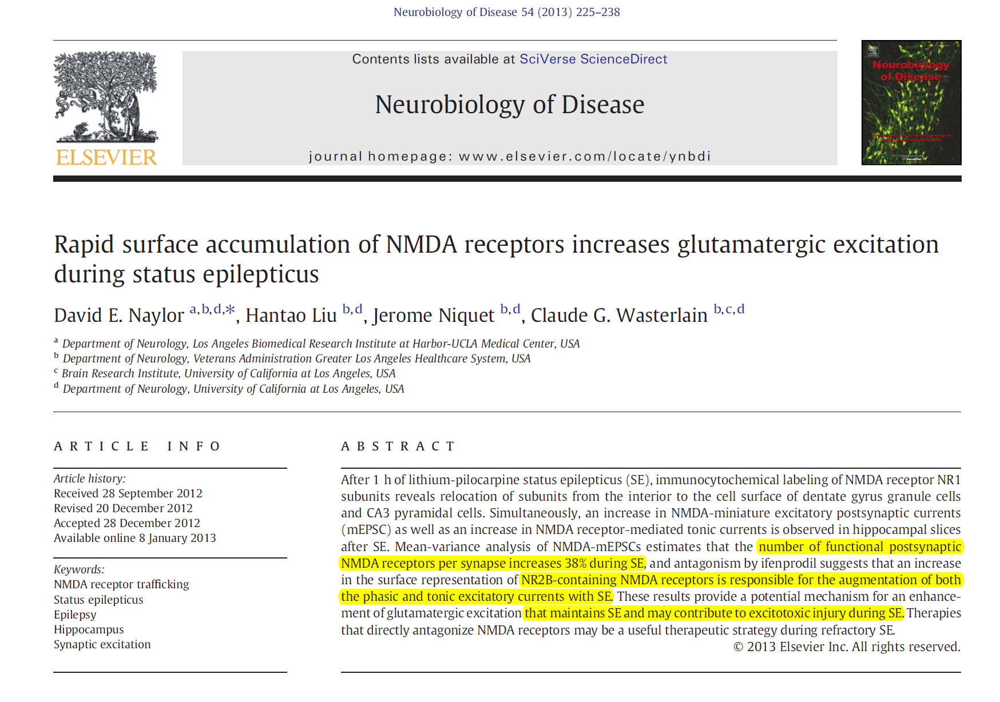 Neurobiology of Disease 54 (2013) 225–238
Contents lists available at SciVerse ScienceDirect
Neurobiology of Disease
journal homepage: www.elsevier.com/locate/ynbdi
ELSEVIER
Neurobiology
of Disease
ScienceDirect
Rapid surface accumulation of NMDA receptors increases glutamatergic excitation
during status epilepticus
David E. Naylor a,b,d,*, Hantao Liu b,d, Jerome Niquet b,d, Claude G. Wasterlain b,c,d
a Department of Neurology, Los Angeles Biomedical Research Institute at Harbor-UCLA Medical Center, USA
b Department of Neurology, Veterans Administration Greater Los Angeles Healthcare System, USA
c Brain Research Institute, University of California at Los Angeles, USA
d Department of Neurology, University of California at Los Angeles, USA
ARTICLE INFO
Article history:
Received 28 September 2012
Revised 20 December 2012
Accepted 28 December 2012
Available online 8 January 2013
Keywords:
NMDA receptor trafficking
Status epilepticus
Epilepsy
Hippocampus
Synaptic excitation
ABSTRACT
After 1 h of lithium-pilocarpine status epilepticus (SE), immunocytochemical labeling of NMDA receptor NR1
subunits reveals relocation of subunits from the interior to the cell surface of dentate gyrus granule cells
and CA3 pyramidal cells. Simultaneously, an increase in NMDA-miniature excitatory postsynaptic currents
(mEPSC) as well as an increase in NMDA receptor-mediated tonic currents is observed in hippocampal slices
after SE. Mean-variance analysis of NMDA-mEPSCs estimates that the number of functional postsynaptic
NMDA receptors per synapse increases 38% during SE, and antagonism by ifenprodil suggests that an increase
in the surface representation of NR2B-containing NMDA receptors is responsible for the augmentation of both
the phasic and tonic excitatory currents with SE. These results provide a potential mechanism for an enhance-
ment of glutamatergic excitation that maintains SE and may contribute to excitotoxic injury during SE. Therapies
that directly antagonize NMDA receptors may be a useful therapeutic strategy during refractory SE.
© 2013 Elsevier Inc. All rights reserved.